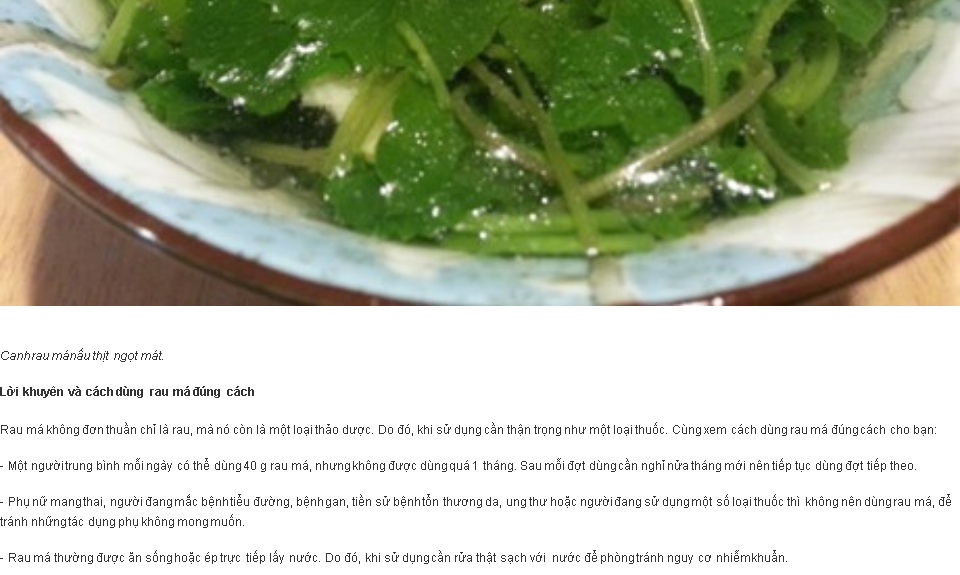 Canh rau má nấu thịt ngọt mát.
Lời khuyên và cách dùng rau má đúng cách
Rau má không đơn thuần chỉ là rau, mà nó còn là một loại thảo dược. Do đó, khi sử dụng cần thận trọng như một loại thuốc. Cùng xem cách dùng rau má đúng cách cho bạn:
- Một người trung bình mỗi ngày có thể dùng 40 g rau má, nhưng không được dùng quá 1 tháng. Sau mỗi đợt dùng cần nghỉ nửa tháng mới nên tiếp tục dùng đợt tiếp theo.
- Phụ nữ mang thai, người đang mắc bệnh tiểu đường, bệnh gan, tiền sử bệnh tổn thương da, ung thư hoặc người đang sử dụng một số loại thuốc thì không nên dùng rau má, để
tránh những tác dụng phụ không mong muốn.
- Rau má thường được ăn sống hoặc ép trực tiếp lấy nước. Do đó, khi sử dụng cần rửa thật sạch với nước để phòng tránh nguy cơ nhiễm khuẩn.